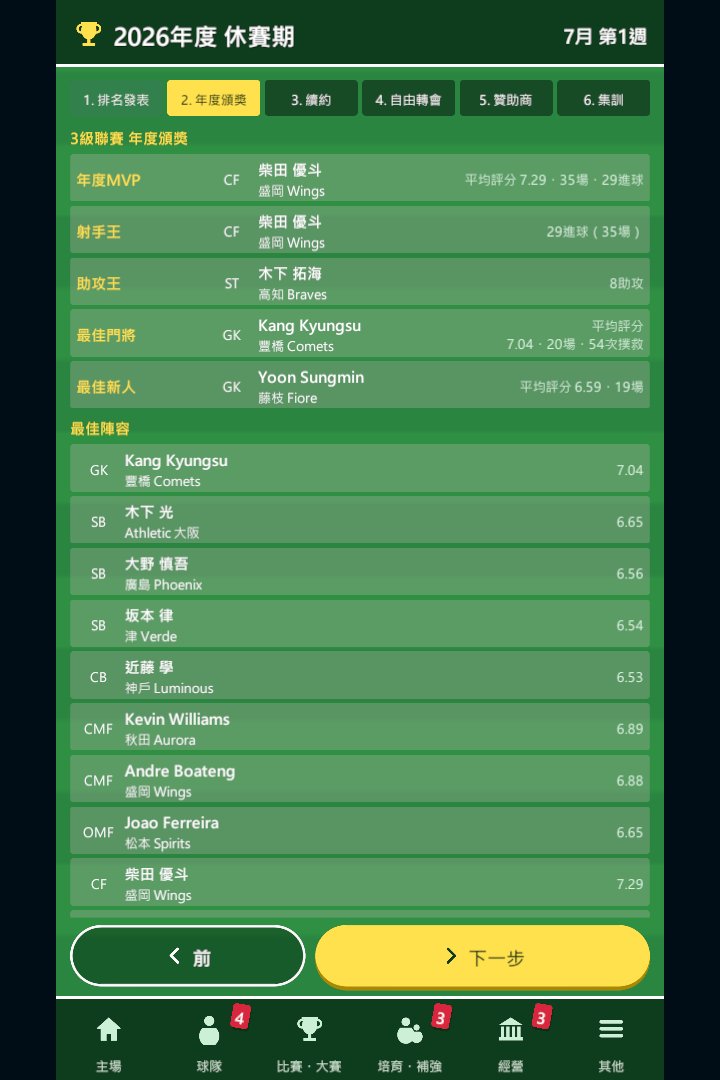 2026年度 休賽期
7月 第1週
1. 排名發表
2. 年度頒獎
3. 續約
4. 自由轉會
5. 贊助商
6. 集訓
3級聯賽 年度頒獎
年度MVP
CF
柴田 優斗
盛岡 Wings
平均評分 7.29 · 35場 · 29進球
射手王
CF
柴田 優斗
盛岡 Wings
29進球 ( 35場 )
助攻王
ST
木下 拓海
高知 Braves
8助攻
最佳門將
GK
Kang Kyungsu
豐橋 Comets
平均評分
7.04 · 20場 · 54次撲救
最佳新人
GK
Yoon Sungmin
藤枝 Fiore
平均評分 6.59 · 19場
最佳陣容
GK
Kang Kyungsu
豐橋 Comets
7.04
SB
木下 光
Athletic 大阪
6.65
SB
大野 慎吾
廣島 Phoenix
6.56
SB
坂本 律
津 Verde
6.54
CB
近藤 學
神戶 Luminous
6.53
CMF
Kevin Williams
秋田 Aurora
6.89
CMF
Andre Boateng
盛岡 Wings
6.88
OMF
Joao Ferreira
松本 Spirits
6.65
CF
柴田 優斗
盛岡 Wings
7.29
前
下一步
主場
4
球隊
比賽 · 大賽
3
培育 · 補強
3
經營
其他